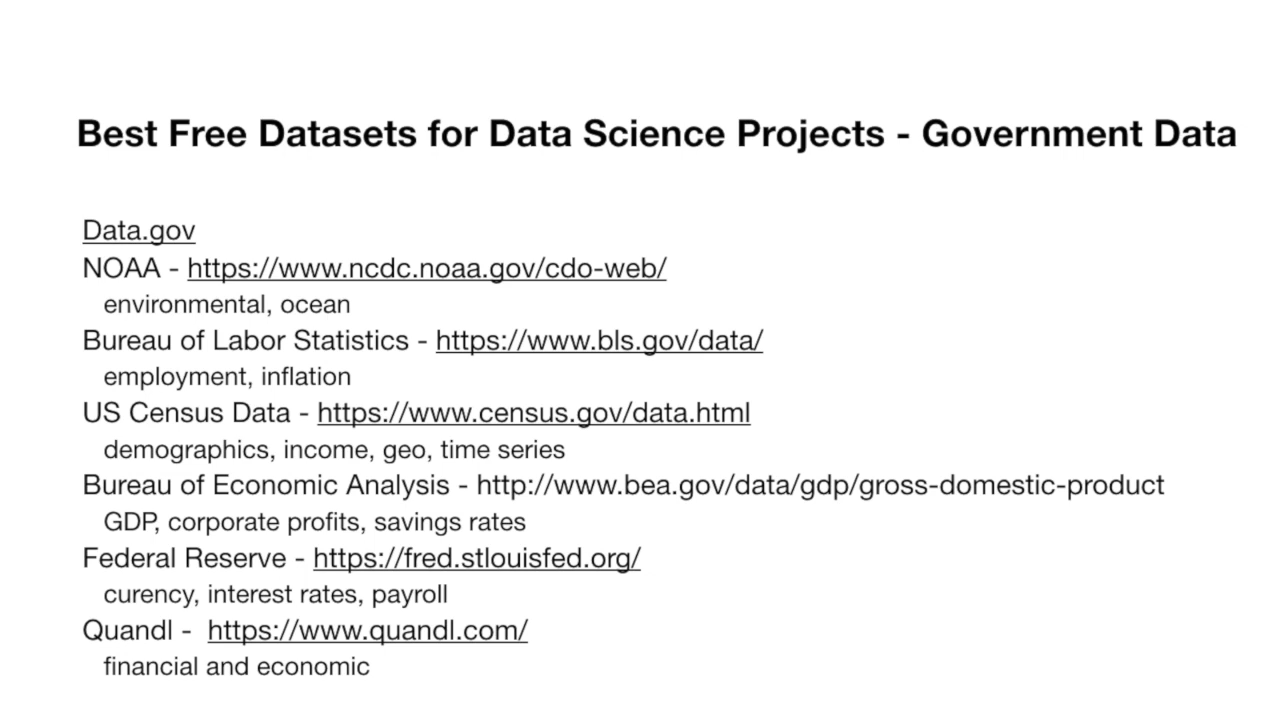 Best Free Datasets for Data Science Projects - Government Data
Data.gov
NOAA - https://www.ncdc.noaa.gov/cdo-web/
environmental, ocean
Bureau of Labor Statistics - https://www.bls.gov/data/
employment, inflation
US Census Data - https://www.census.gov/data.html
demographics, income, geo, time series
Bureau of Economic Analysis - http://www.bea.gov/data/gdp/gross-domestic-product
GDP, corporate profits, savings rates
Federal Reserve - https://fred.stlouisfed.org/
curency, interest rates, payroll
Quandl - https://www.quandl.com/
financial and economic